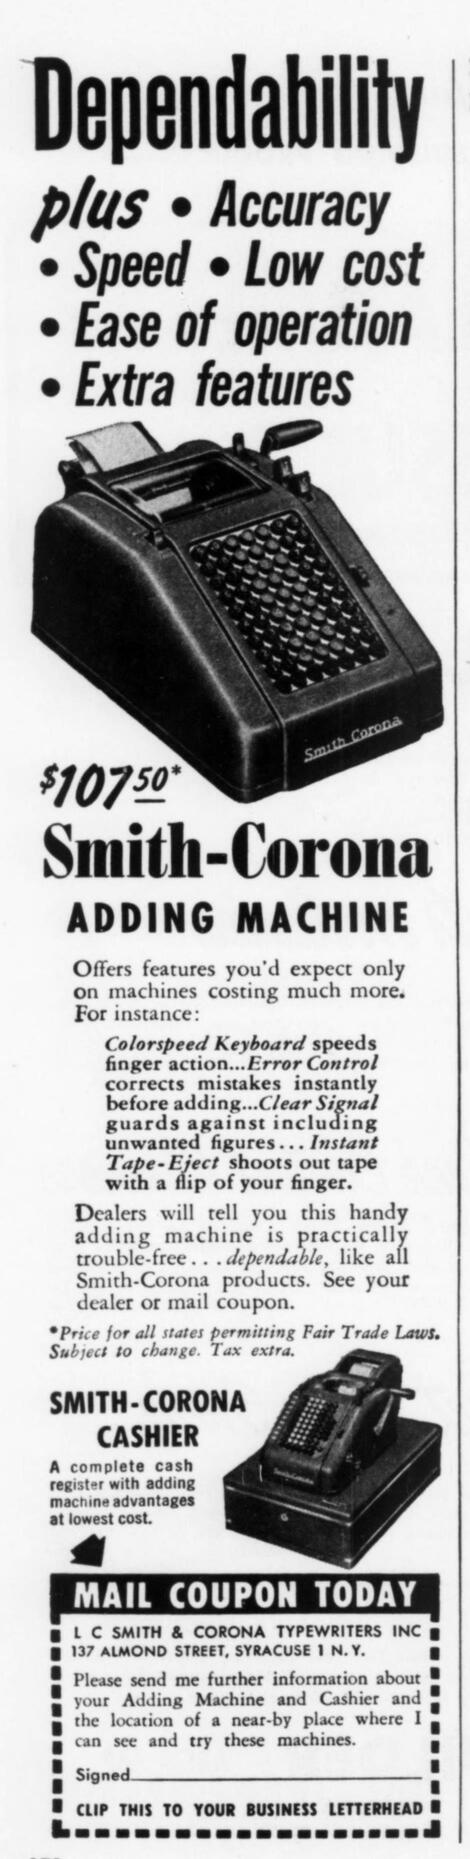 Dependability
plus • Accuracy
• Speed • Low cost
• Ease of operation
• Extra features
Smith Corona
$107 50*
Smith-Corona
ADDING MACHINE
Offers features you'd expect only
on machines costing much more.
For instance:
Colorspeed Keyboard speeds
finger action...Error Control
corrects mistakes instantly
before adding...Clear Signal
guards against including
unwanted figures... Instant
Tape-Eject shoots out tape
with a flip of your finger.
Dealers will tell you this handy
adding machine is practically
trouble-free...dependable, like all
Smith-Corona products. See your
dealer or mail coupon.
*Price for all states permitting Fair Trade Laws.
Subject to change. Tax extra.
SMITH-CORONA
CASHIER
A complete cash
register with adding
machine advantages
at lowest cost.
Smith-Corona
MAIL COUPON TODAY
L C SMITH & CORONA TYPEWRITERS INC
137 ALMOND STREET, SYRACUSE 1 N. Y.
Please send me further information about
your Adding Machine and Cashier and
the location of a near-by place where I
can see and try these machines.
Signed
CLIP THIS TO YOUR BUSINESS LETTERHEAD